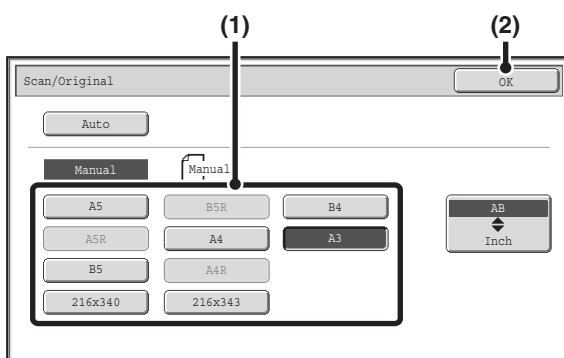 (1) (2)
Scan/Original OK
Auto
Manual Manual
A5 B5R B4 AB
A5R A4 A3 Inch
B5 A4R
216x340 216x343